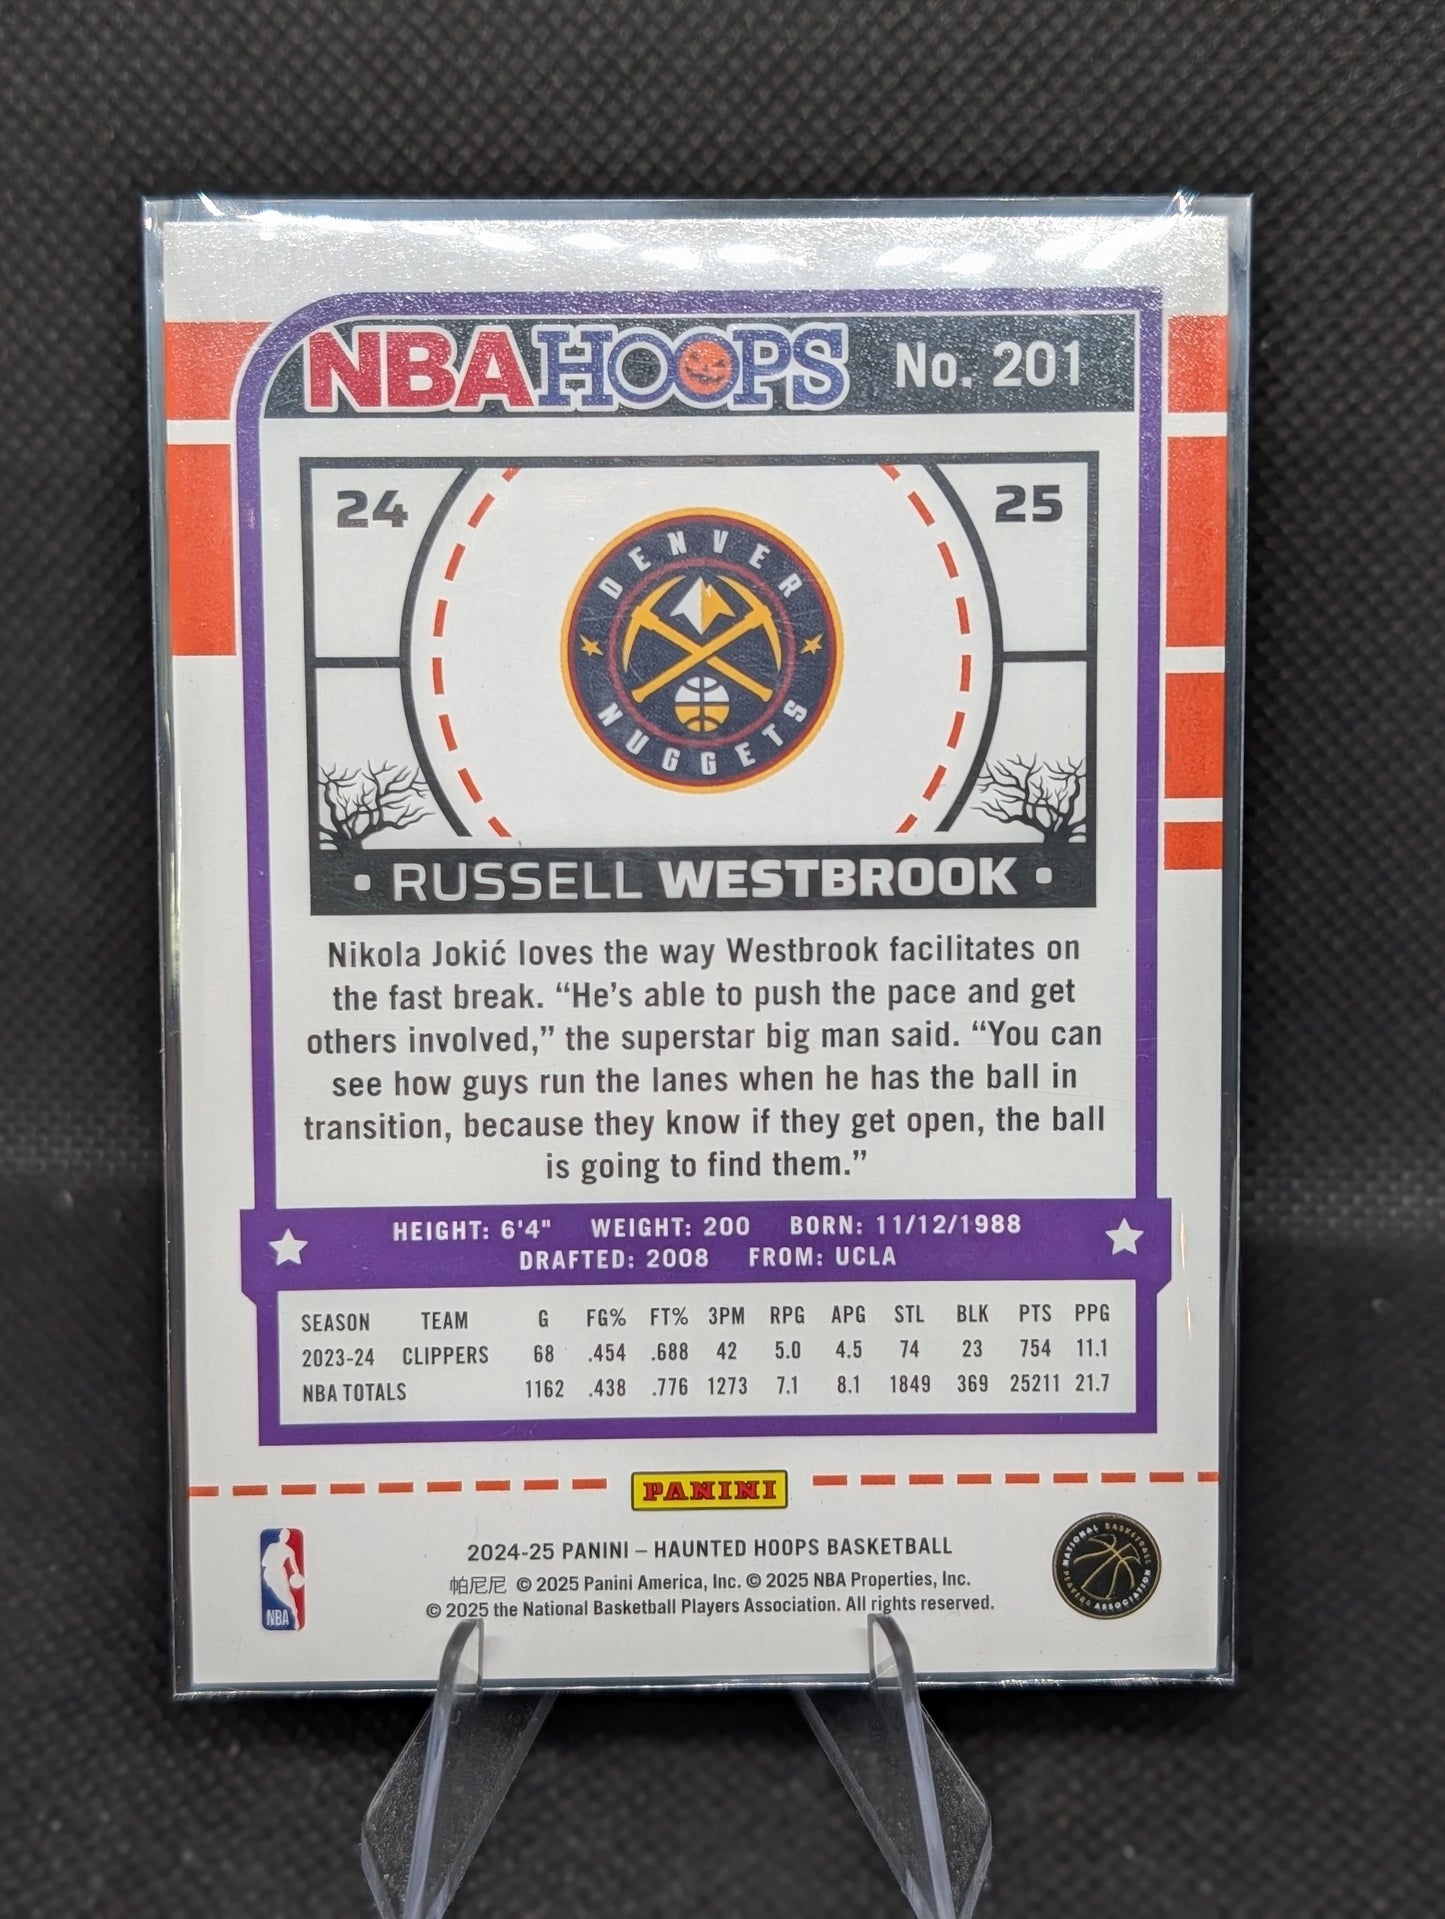 NBA HOOPS No. 201
24 25
DENVER
NUGGETS
• RUSSELL WESTBROOK •
Nikola Jokić loves the way Westbrook facilitates on
the fast break. “He’s able to push the pace and get
others involved,” the superstar big man said. “You can
see how guys run the lanes when he has the ball in
transition, because they know if they get open, the ball
is going to find them.”
HEIGHT: 6'4" WEIGHT: 200 BORN: 11/12/1988
DRAFTED: 2008 FROM: UCLA
SEASON TEAM G FG% FT% 3PM RPG APG STL BLK PTS PPG
2023-24 CLIPPERS 68 .454 .688 42 5.0 4.5 74 23 754 11.1
NBA TOTALS 1162 .438 .776 1273 7.1 8.1 1849 369 25211 21.7
PANINI
2024-25 PANINI – HAUNTED HOOPS BASKETBALL
帕尼尼 © 2025 Panini America, Inc. © 2025 NBA Properties, Inc.
© 2025 the National Basketball Players Association. All rights reserved.
NBA
NATIONAL BASKETBALL
PLAYERS ASSOCIATION